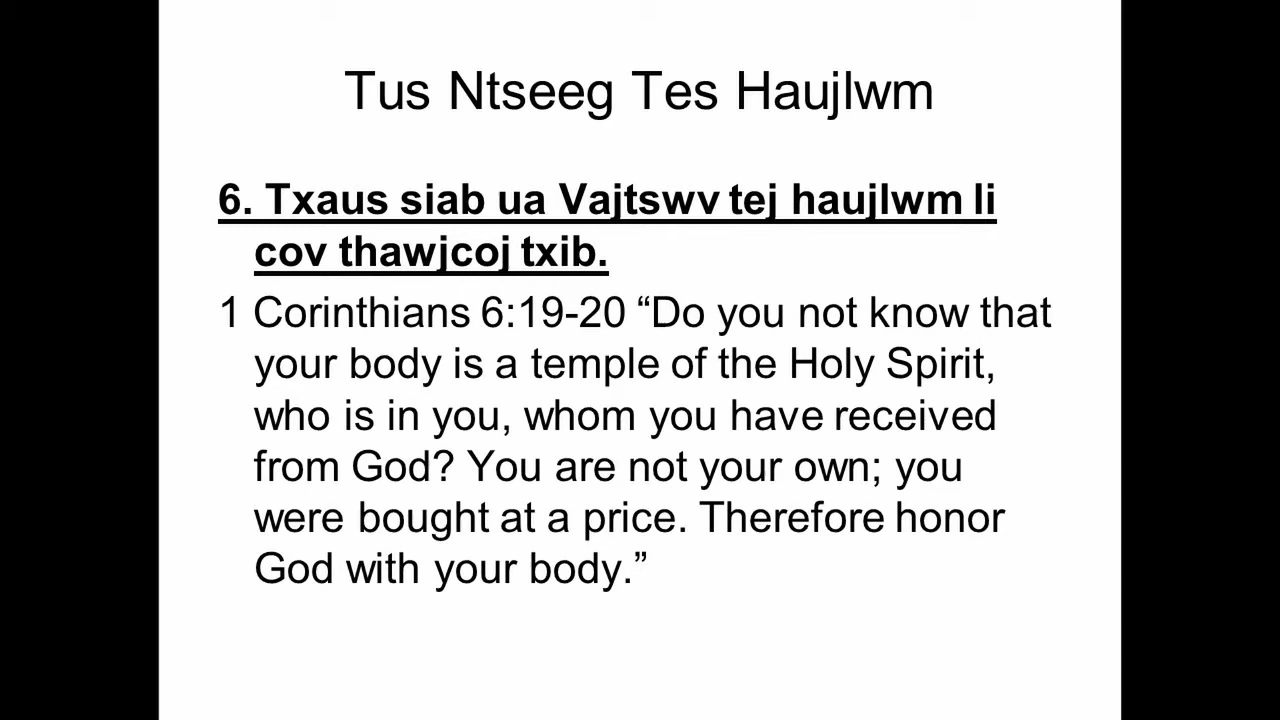 Tus Ntseeg Tes Haujlwm
6. Txaus siab ua Vajtswv tej haujlwm li
cov thawjcoj txib.
1 Corinthians 6:19-20 “Do you not know that
your body is a temple of the Holy Spirit,
who is in you, whom you have received
from God? You are not your own; you
were bought at a price. Therefore honor
God with your body.”